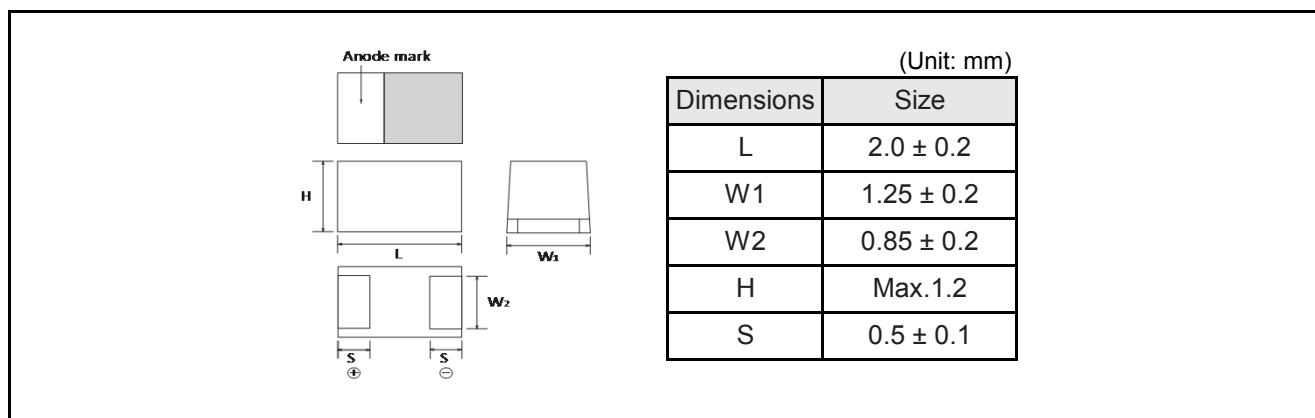 Anode mark
H
L
W1
W2
S
S
⊕
⊖
(Unit: mm)
Dimensions Size
L 2.0 ± 0.2
W1 1.25 ± 0.2
W2 0.85 ± 0.2
H Max.1.2
S 0.5 ± 0.1